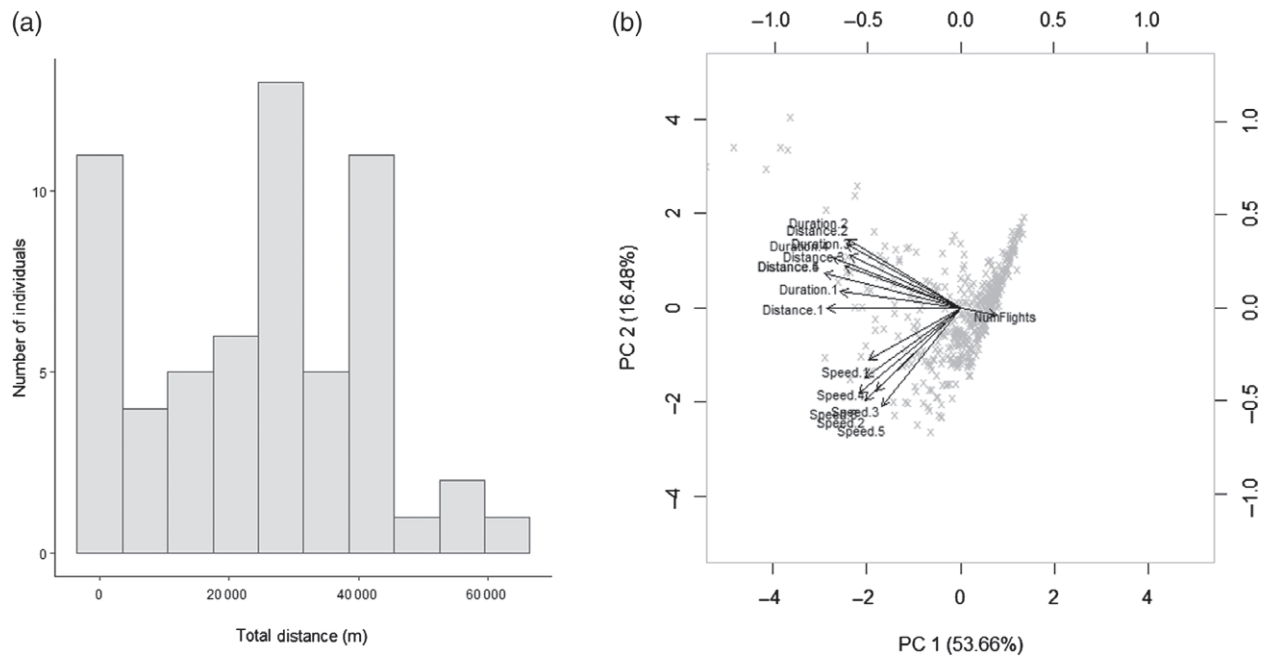 (a)
Number of individuals
10
5
0
0
20 000
40 000
60 000
Total distance (m)
(b)
−1.0
−0.5
0.0
0.5
1.0
4
2
0
−2
−4
PC 2 (16.48%)
1.0
0.5
0.0
−0.5
−1.0
Duration.2
Distance.2
Duration.3
Duration.4
Distance.3
Duration.1
Distance.1
NumFlights
Speed.1
Speed.4
Speed.3
Speed.2
Speed.5
−4
−2
0
2
4
PC 1 (53.66%)